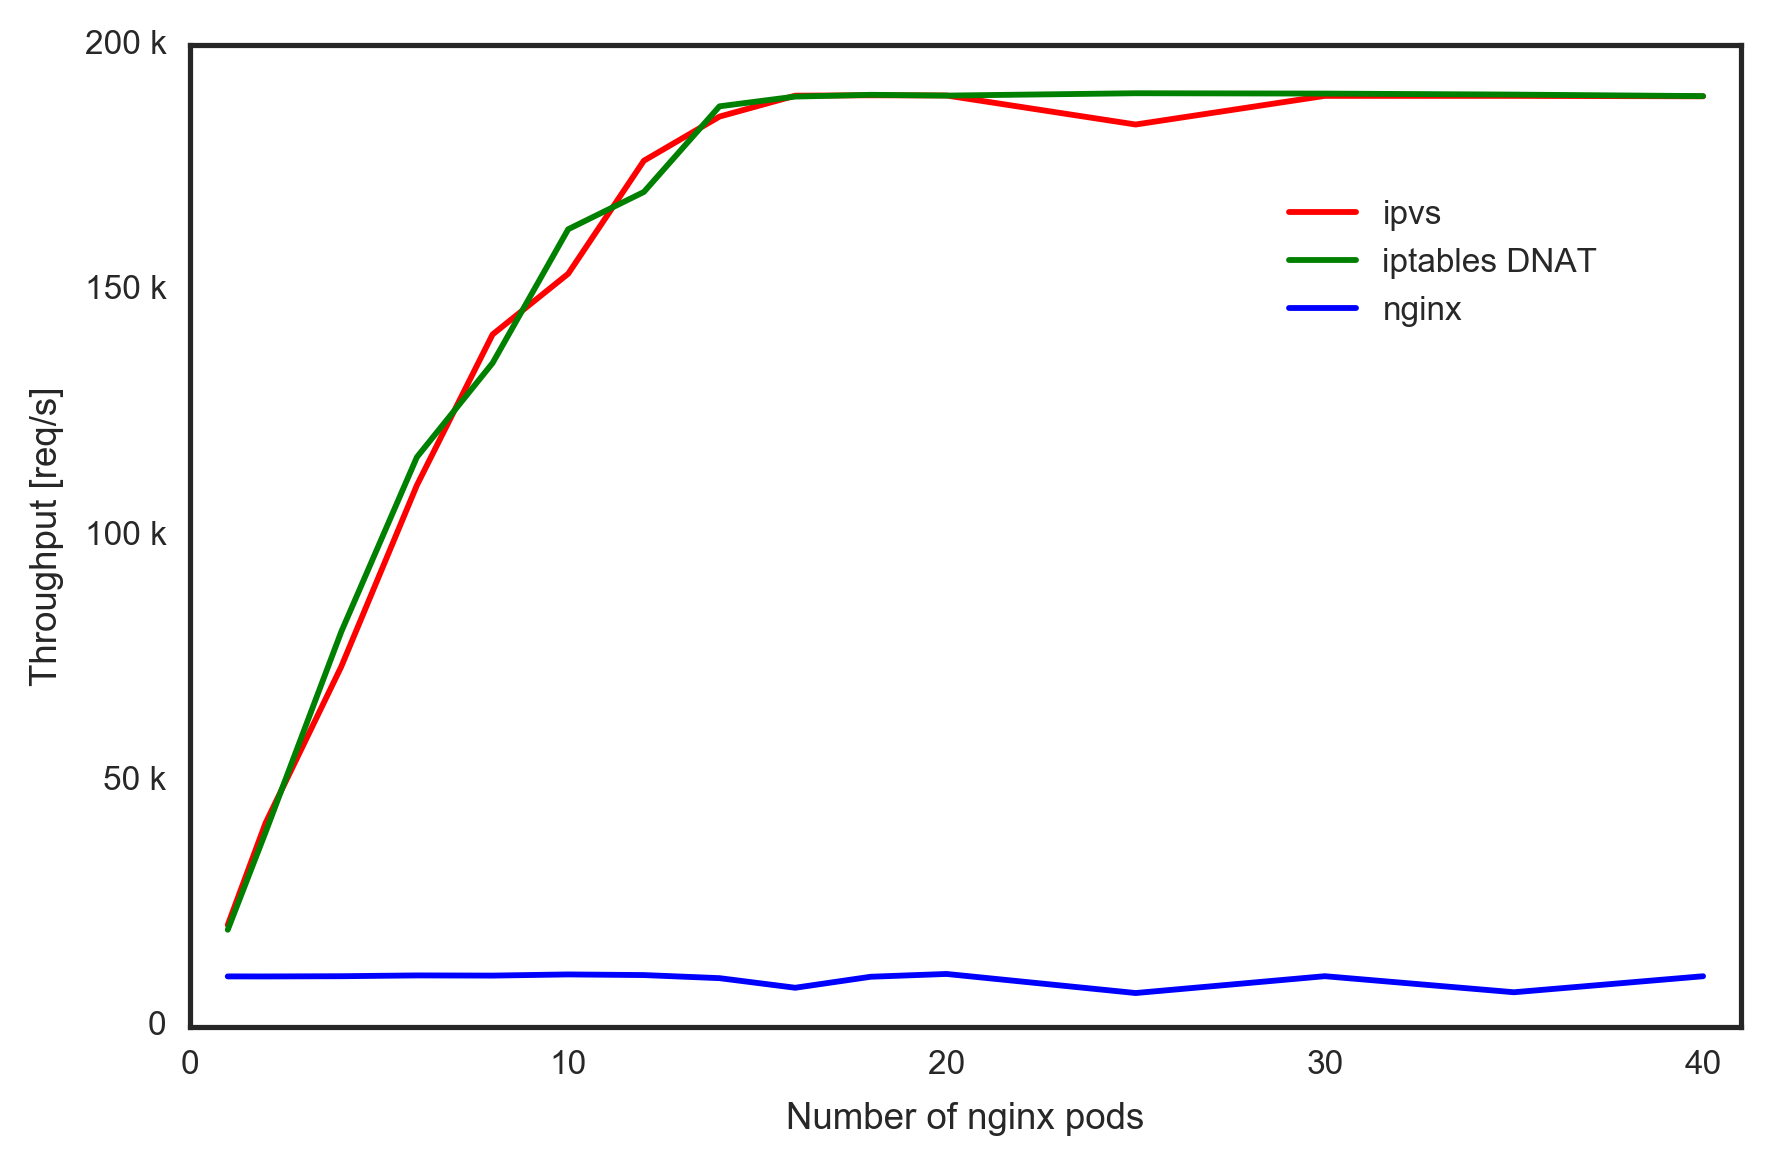 200 k
150 k
100 k
50 k
0
Throughput [req/s]
ipvs
iptables DNAT
nginx
0 10 20 30 40
Number of nginx pods